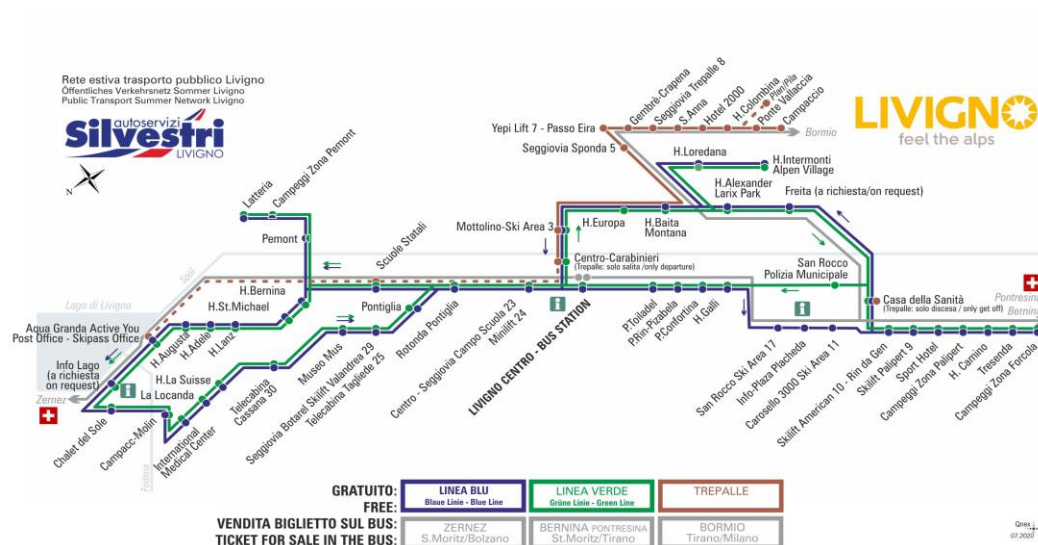 Rete estiva trasporto pubblico Livigno
Öffentliches Verkehrsnetz Sommer Livigno
Public Transport Summer Network Livigno
autoservizi
Silvestri
LIVIGNO
N
LIVIGNO
feel the alps
Latteria
Campeggi Zona Pemont
Pemont
Scuole Statali
Yepi Lift 7 - Passo Eira
Gembrè-Crapena
Seggiovia Trepalle 8
S.Anna
Hotel 2000
H.Colombina
Plan/Pila
Ponte Vallaccia
Campaccio
Bormio
Seggiovia Sponda 5
H.Loredana
H.Intermonti
Alpen Village
H.Alexander
Larix Park
Freita (a richiesta/on request)
Mottolino-Ski Area 3
H.Europa
H.Baita
Montana
Centro-Carabinieri
(Trepalle: solo salita /only departure)
San Rocco
Polizia Municipale
Casa della Sanità
(Trepalle: solo discesa / only get off)
Pontresina
Bernina
Spöl
Lago di Livigno
Aqua Granda Active You
Post Office - Skipass Office
Info Lago
(a richiesta
on request)
Zernez
Federia
H.Bernina
H.St.Michael
H.Augusta
H.Adele
H.Lanz
H.La Suisse
La Locanda
Chalet del Sole
Campacc-Molin
International
Medical Center
Telecabina
Cassana 30
Museo Mus
Seggiovia Botarel Skilift Valandrea 29
Telecabina Tagliede 25
Pontiglia
Rotonda Pontiglia
Centro - Seggiovia Campo Scuola 23
Minilift 24
LIVIGNO CENTRO - BUS STATION
P.Toiladel
P.Rin-Pizabela
P.Confortina
H.Galli
San Rocco Ski Area 17
Info-Plaza Placheda
Carosello 3000 Ski Area 11
Skilift American 10 - Rin da Gen
Skilift Palipert 9
Sport Hotel
Campeggi Zona Palipert
H. Camino
Tresenda
Campeggi Zona Forcola
GRATUITO:
FREE:
LINEA BLU
Blaue Linie - Blue Line
LINEA VERDE
Grüne Linie - Green Line
TREPALLE
VENDITA BIGLIETTO SUL BUS:
TICKET FOR SALE IN THE BUS:
ZERNEZ
S.Moritz/Bolzano
BERNINA PONTRESINA
St.Moritz/Tirano
BORMIO
Tirano/Milano
Qnex
07.2020